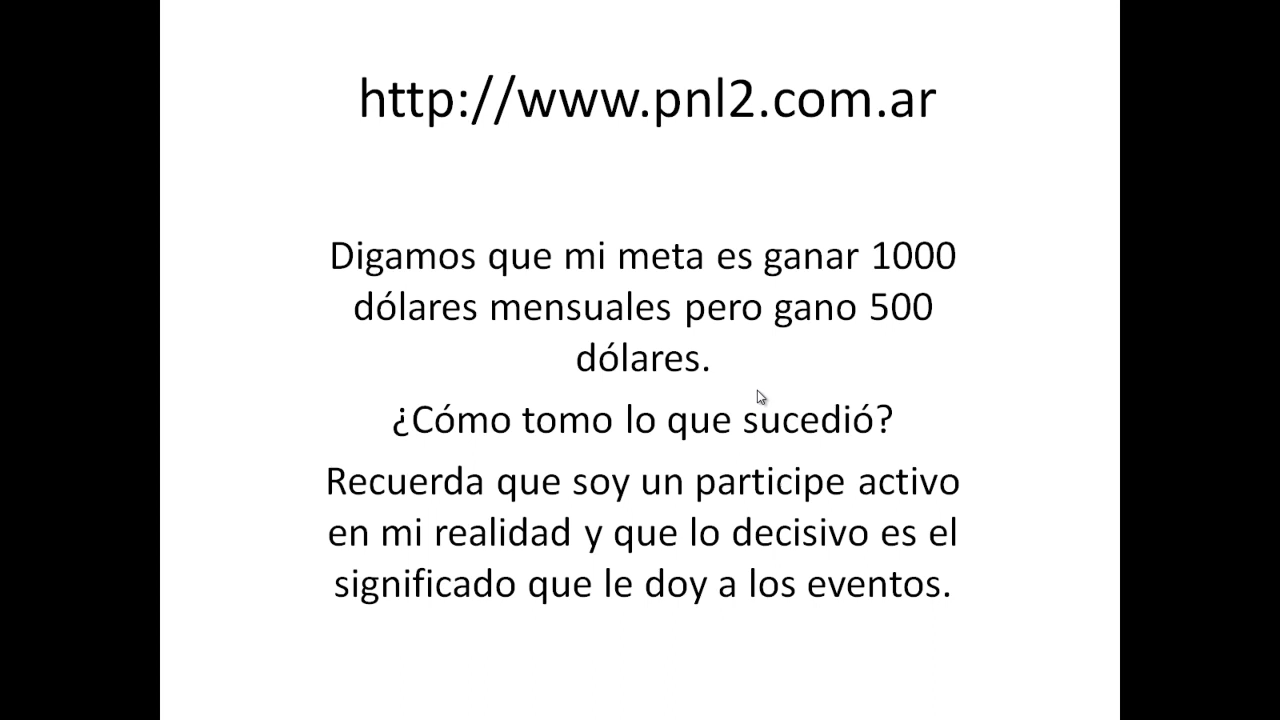 http://www.pnl2.com.ar
Digamos que mi meta es ganar 1000
dólares mensuales pero gano 500
dólares.
¿Cómo tomo lo que sucedió?
Recuerda que soy un participe activo
en mi realidad y que lo decisivo es el
significado que le doy a los eventos.